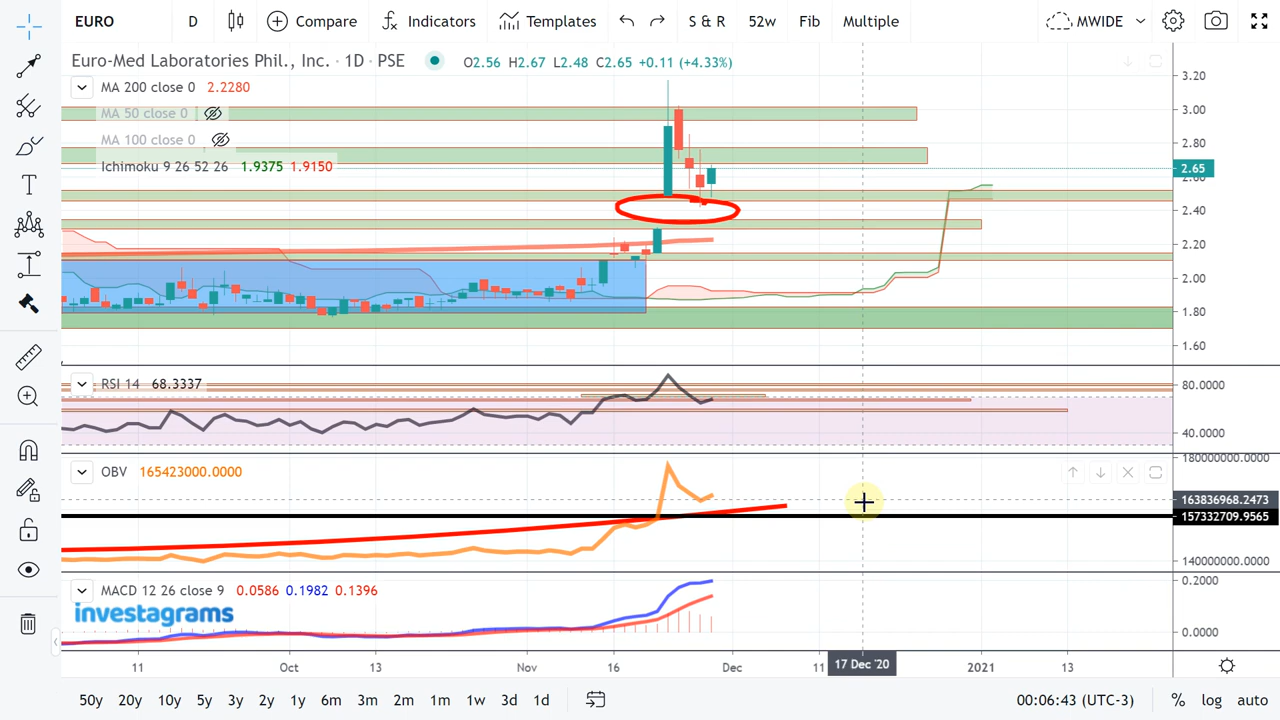 EURO D Compare Indicators Templates S & R 52w Fib Multiple MWIDE
Euro-Med Laboratories Phil., Inc. · 1D · PSE O2.56 H2.67 L2.48 C2.65 +0.11 (+4.33%)
MA 200 close 0 2.2280
MA 50 close 0
MA 100 close 0
Ichimoku 9 26 52 26 1.9375 1.9150
3.20
3.00
2.80
2.65
2.40
2.20
2.00
1.80
1.60
RSI 14 68.3337
80.0000
40.0000
OBV 165423000.0000
180000000.0000
163836968.2473
157332709.9565
140000000.0000
MACD 12 26 close 9 0.0586 0.1982 0.1396
investagrams
0.2000
0.0000
11 Oct 13 Nov 16 Dec 11 17 Dec '20 2021 13
50y 20y 10y 5y 3y 2y 1y 6m 3m 2m 1m 1w 3d 1d 00:06:43 (UTC-3) % log auto